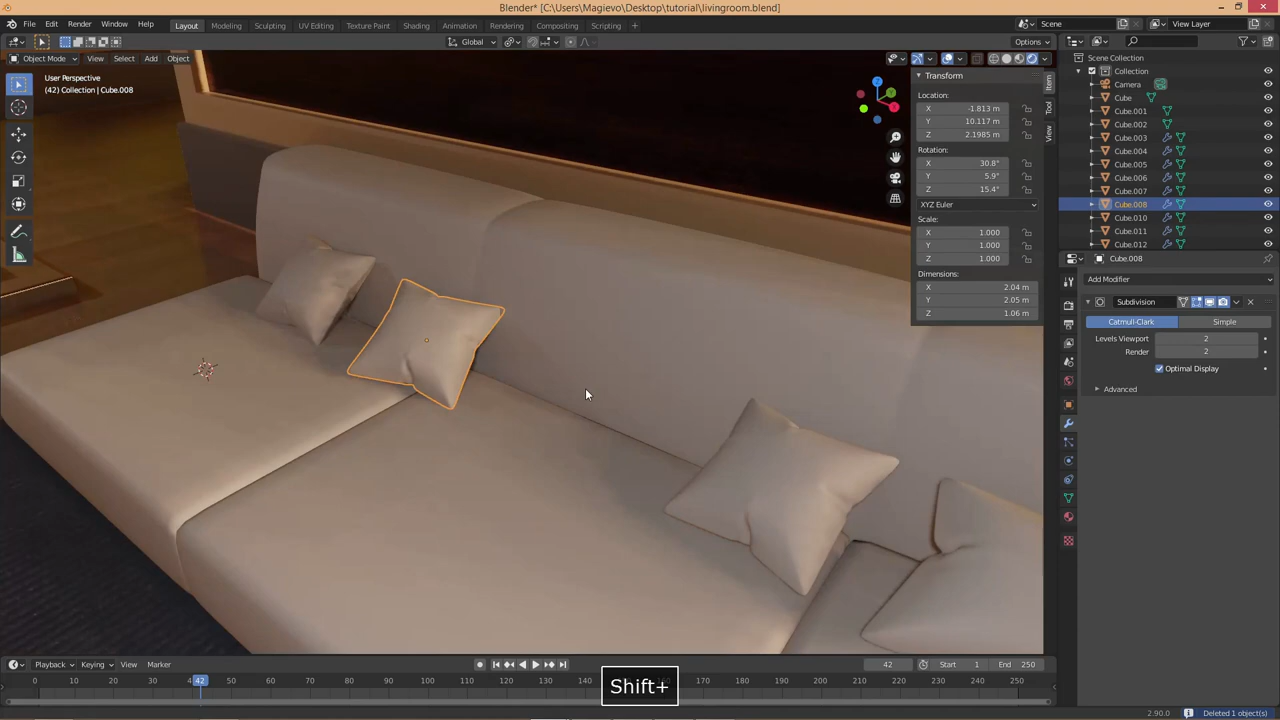 Blender* [C:\Users\Magievo\Desktop\tutorial\livingroom.blend]
File Edit Render Window Help Layout Modeling Sculpting UV Editing Texture Paint Shading Animation Rendering Compositing Scripting + Scene View Layer
Global Options
Object Mode View Select Add Object
User Perspective
(42) Collection | Cube.008
Transform
Location:
X -1.813 m
Y 10.117 m
Z 2.1985 m
Rotation:
X 30.8°
Y 5.9°
Z 15.4°
XYZ Euler
Scale:
X 1.000
Y 1.000
Z 1.000
Dimensions:
X 2.04 m
Y 2.05 m
Z 1.06 m
Item
Tool
View
Scene Collection
Collection
Camera
Cube
Cube.001
Cube.002
Cube.003
Cube.004
Cube.005
Cube.006
Cube.007
Cube.008
Cube.010
Cube.011
Cube.012
Cube.008
Add Modifier
Subdivision
Catmull-Clark Simple
Levels Viewport 2
Render 2
Optimal Display
Advanced
Playback Keying View Marker 42 Start 1 End 250
0 42 20 30 40 50 60 70 80 90 100 110 120 130 140 150 160 170 180 190 200 210 220 230 240 250
Shift+
2.90.0 Deleted 1 object(s)